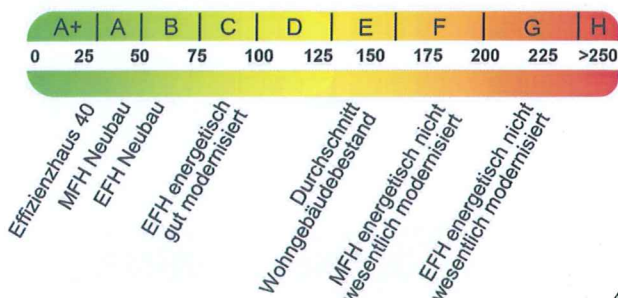 A+ A B C D E F G H
0 25 50 75 100 125 150 175 200 225 >250
Effizienzhaus 40
MFH Neubau
EFH Neubau
EFH energetisch
gut modernisiert
Durchschnitt
Wohngebäudebestand
MFH energetisch nicht
wesentlich modernisiert
EFH energetisch nicht
wesentlich modernisiert